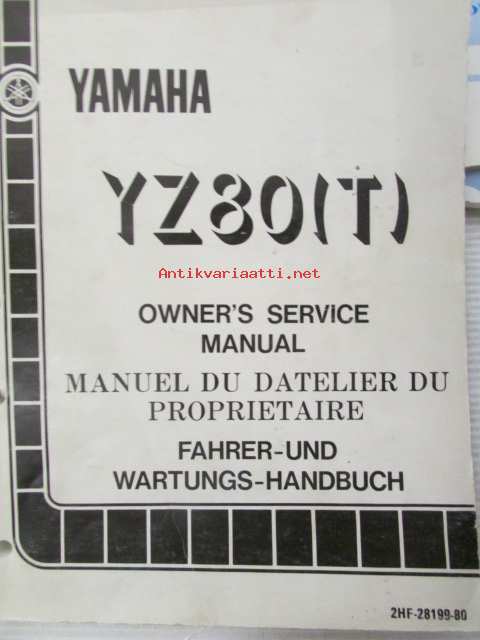 YAMAHA
YZ80(T)
Antikvariaatti.net
OWNER'S SERVICE
MANUAL
MANUEL DU DATELIER DU
PROPRIETAIRE
FAHRER-UND
WARTUNGS-HANDBUCH
2HF-28199-80